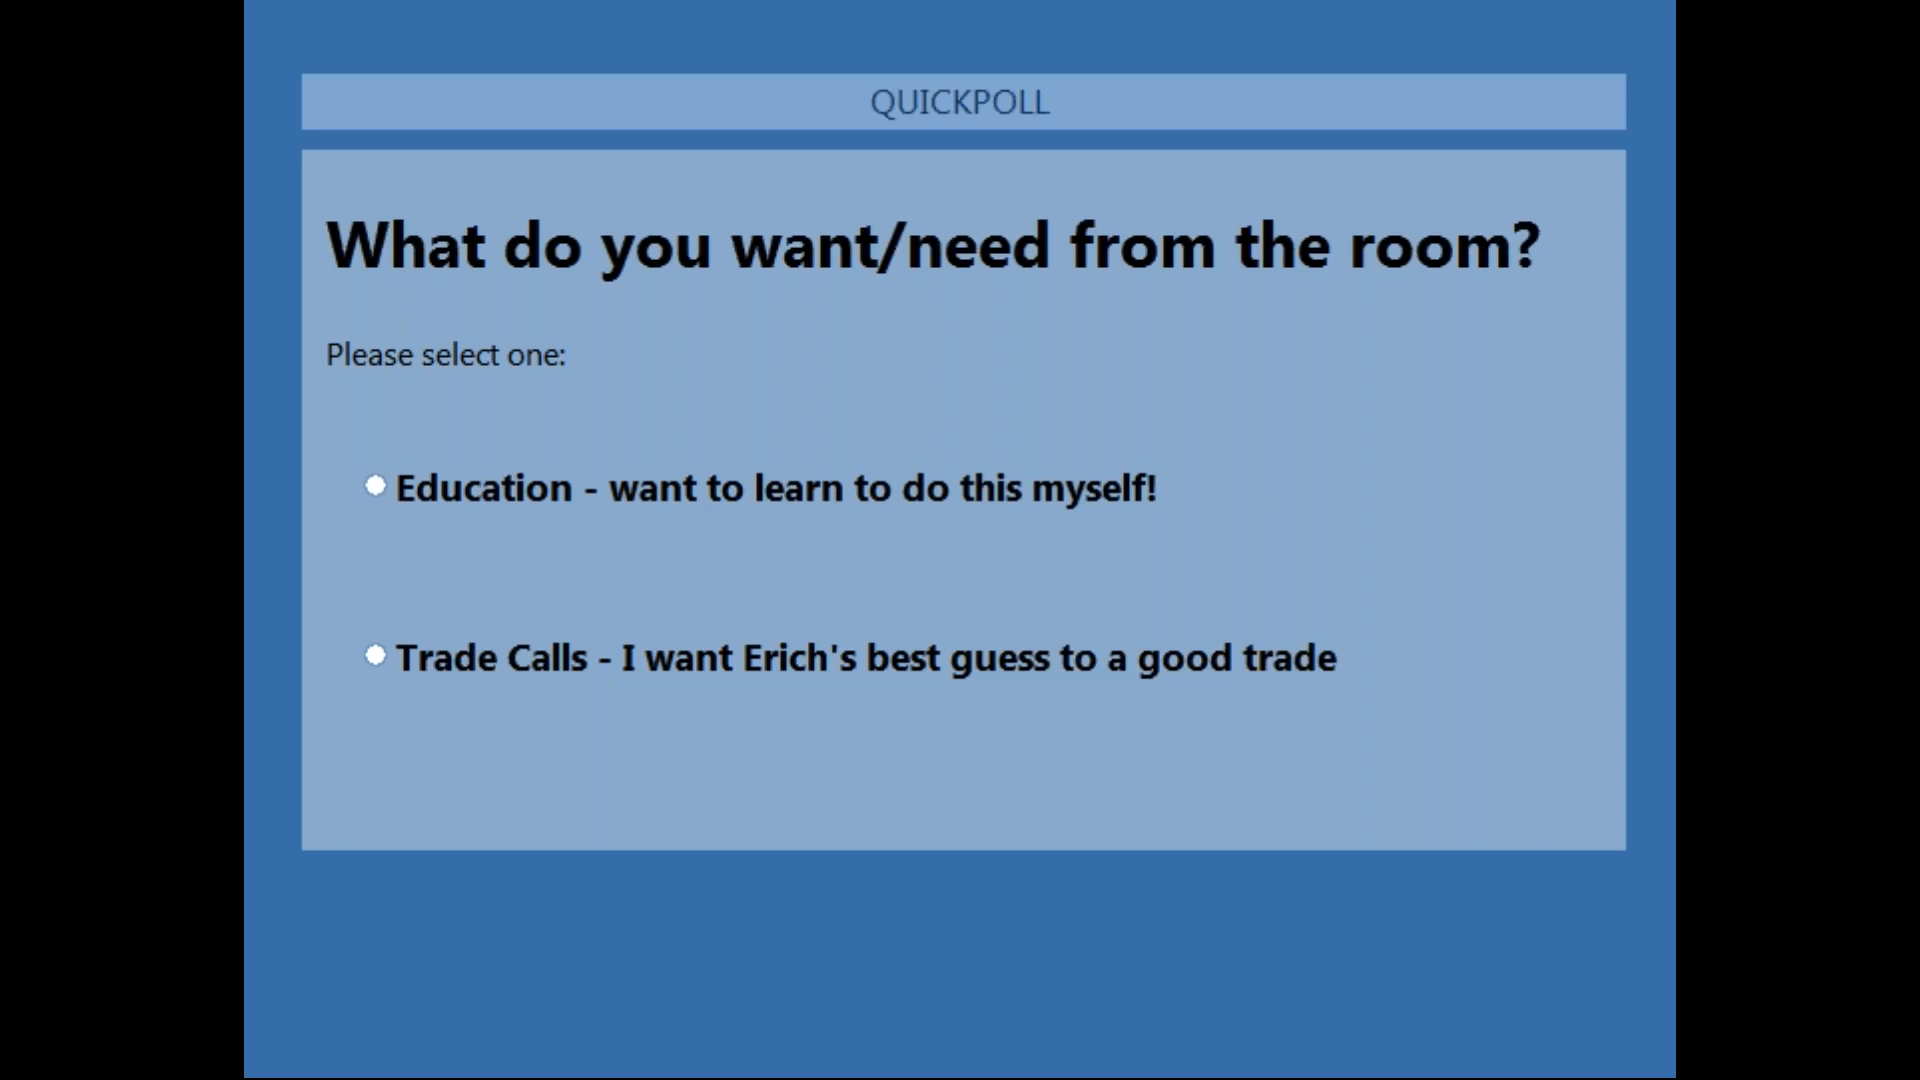 QUICKPOLL
What do you want/need from the room?
Please select one:
Education - want to learn to do this myself!
Trade Calls - I want Erich's best guess to a good trade